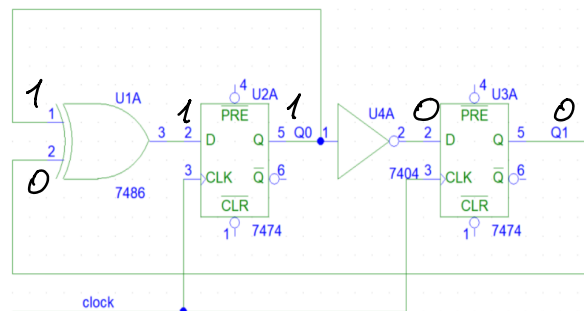 4 4
1 U1A 1 PRE U2A 1 U4A 0 PRE U3A 0
1 3 2 D Q 5 Q0 1 2 2 D Q 5 Q1
2 3 CLK Q 6 7404 3 CLK Q 6
0 7486 CLR CLR
1 7474 1 7474
clock